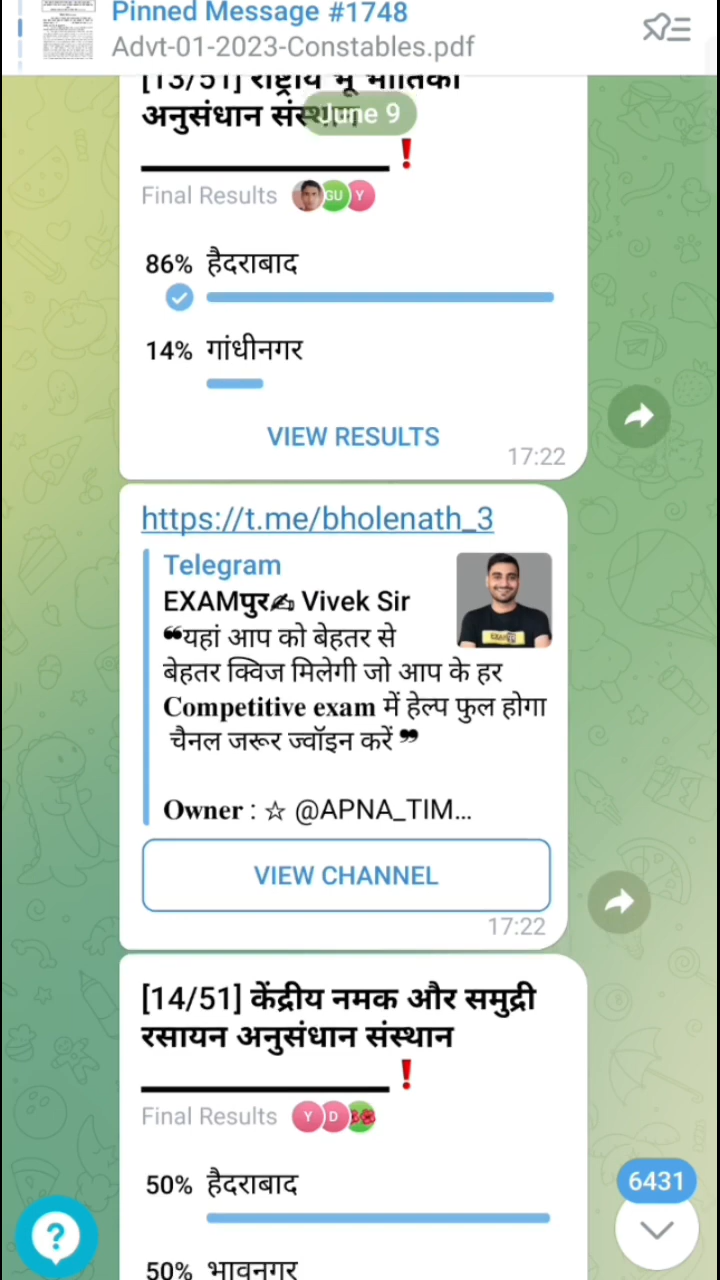 Pinned Message #1748
Advt-01-2023-Constables.pdf
[13/51] राष्ट्रीय भू भौतिकी
अनुसंधान संस्थान
June 9
❗
Final Results GU Y
86% हैदराबाद
14% गांधीनगर
VIEW RESULTS
17:22
https://t.me/bholenath_3
Telegram
EXAMपुर✍ Vivek Sir
❝यहां आप को बेहतर से
बेहतर क्विज मिलेगी जो आप के हर
𝐂𝐨𝐦𝐩𝐞𝐭𝐢𝐭𝐢𝐯𝐞 𝐞𝐱𝐚𝐦 में हेल्प फुल होगा
चैनल जरूर ज्वॉइन करें ❞
𝐎𝐰𝐧𝐞𝐫 : ☆ @APNA_TIM...
VIEW CHANNEL
17:22
[14/51] केंद्रीय नमक और समुद्री
रसायन अनुसंधान संस्थान
❗
Final Results Y D
50% हैदराबाद
6431
50% भावनगर
?